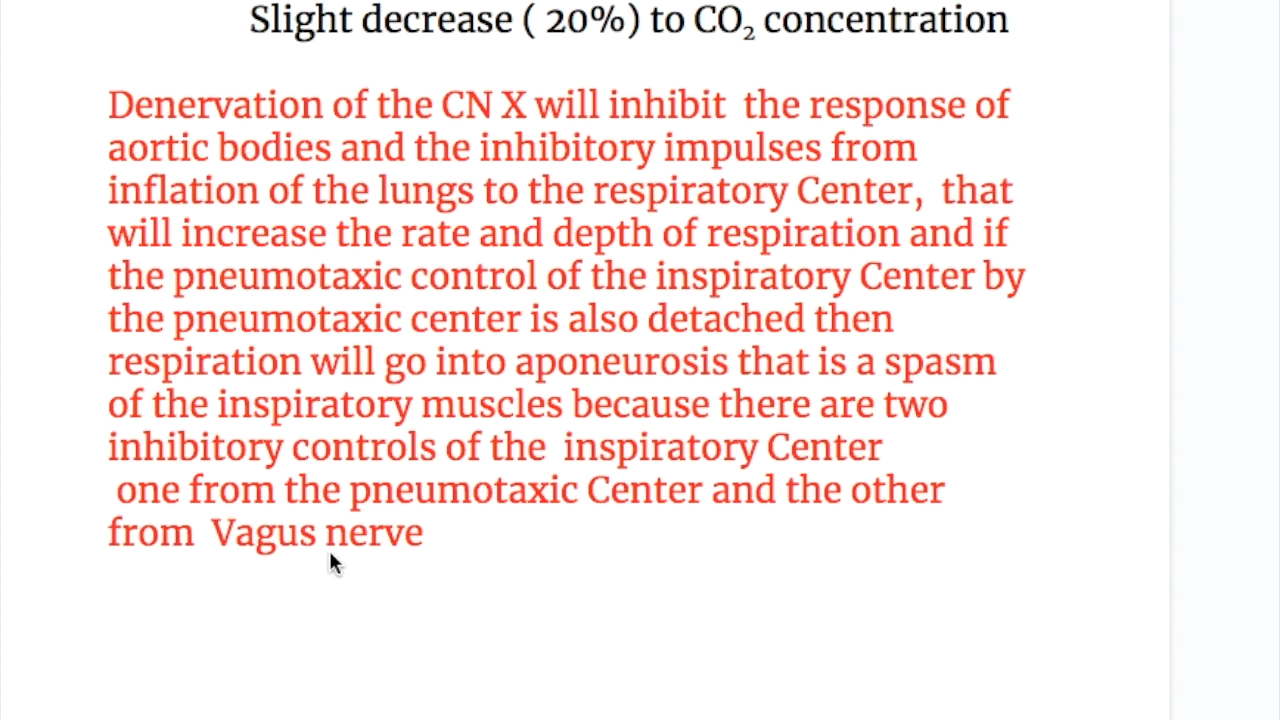 Slight decrease ( 20%) to CO₂ concentration
Denervation of the CN X will inhibit  the response of
aortic bodies and the inhibitory impulses from
inflation of the lungs to the respiratory Center,  that
will increase the rate and depth of respiration and if
the pneumotaxic control of the inspiratory Center by
the pneumotaxic center is also detached then
respiration will go into aponeurosis that is a spasm
of the inspiratory muscles because there are two
inhibitory controls of the  inspiratory Center
one from the pneumotaxic Center and the other
from  Vagus nerve